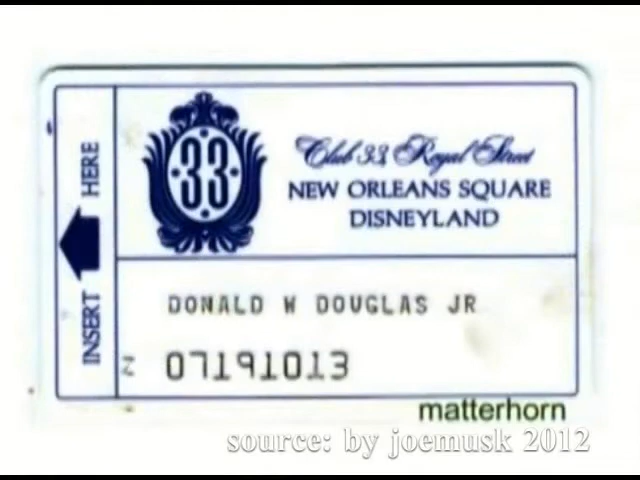 33
Club 33, Royal Street
NEW ORLEANS SQUARE
DISNEYLAND
INSERT HERE
DONALD W DOUGLAS JR
Z 07191013
matterhorn
source: by joemusk 2012